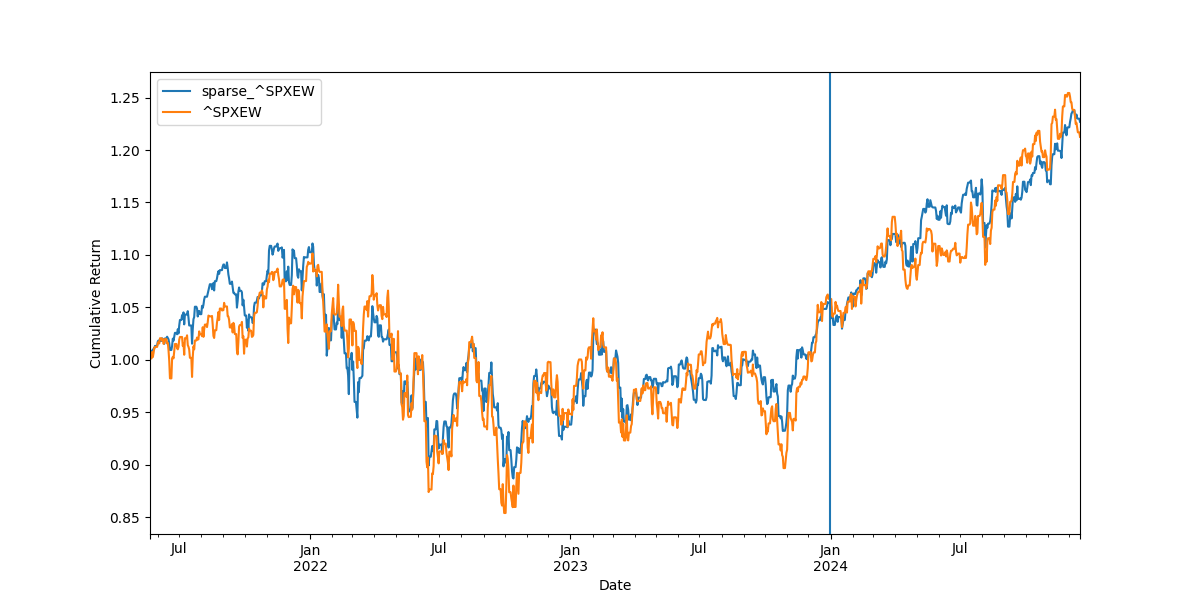 sparse_^SPXEW
^SPXEW
Cumulative Return
1.25
1.20
1.15
1.10
1.05
1.00
0.95
0.90
0.85
Jul Jan Jul Jan Jul Jan Jul
2022 2023 2024
Date